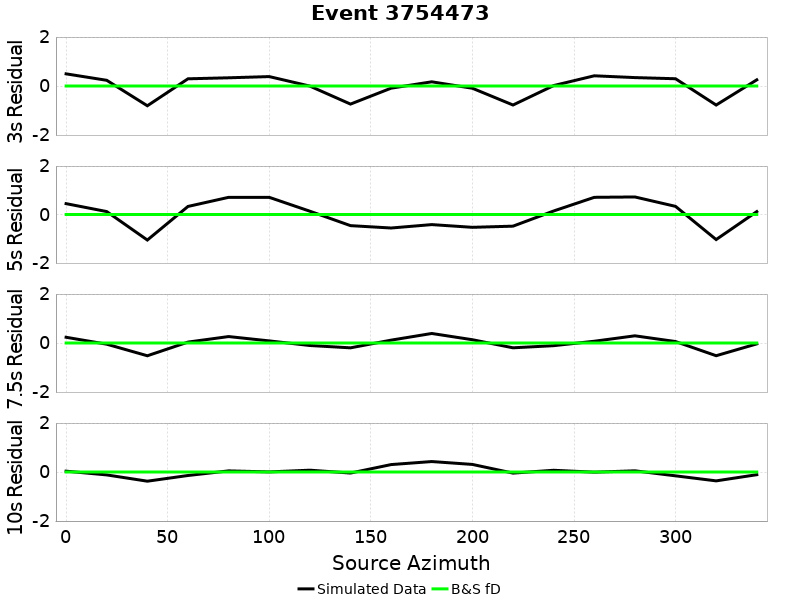 Event 3754473
3s Residual
2
0
-2
5s Residual
2
0
-2
7.5s Residual
2
0
-2
10s Residual
2
0
-2
0 50 100 150 200 250 300
Source Azimuth
Simulated Data B&S fD